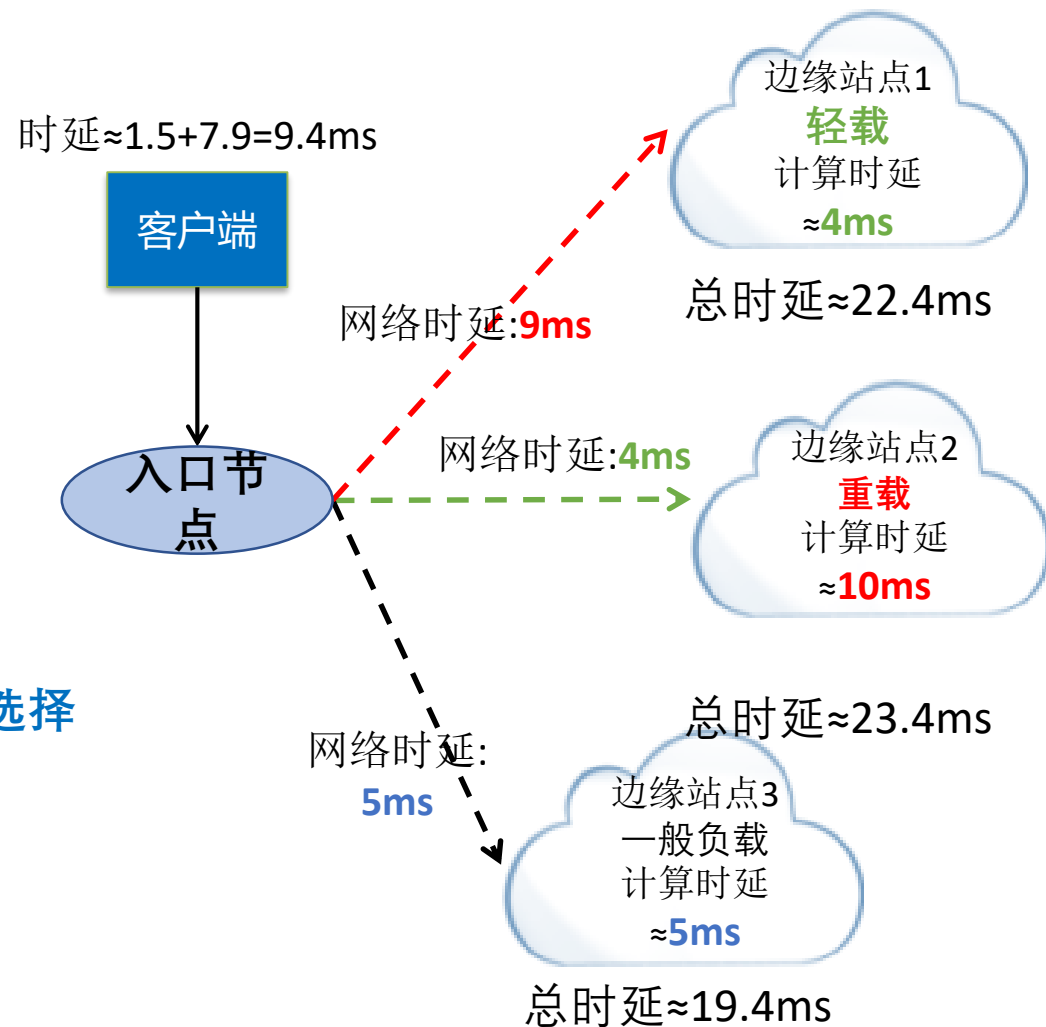 时延≈1.5+7.9=9.4ms
客户端
入口节
点
网络时延:9ms
边缘站点1
轻载
计算时延
≈4ms
总时延≈22.4ms
网络时延:4ms
边缘站点2
重载
计算时延
≈10ms
总时延≈23.4ms
选择
网络时延:
5ms
边缘站点3
一般负载
计算时延
≈5ms
总时延≈19.4ms